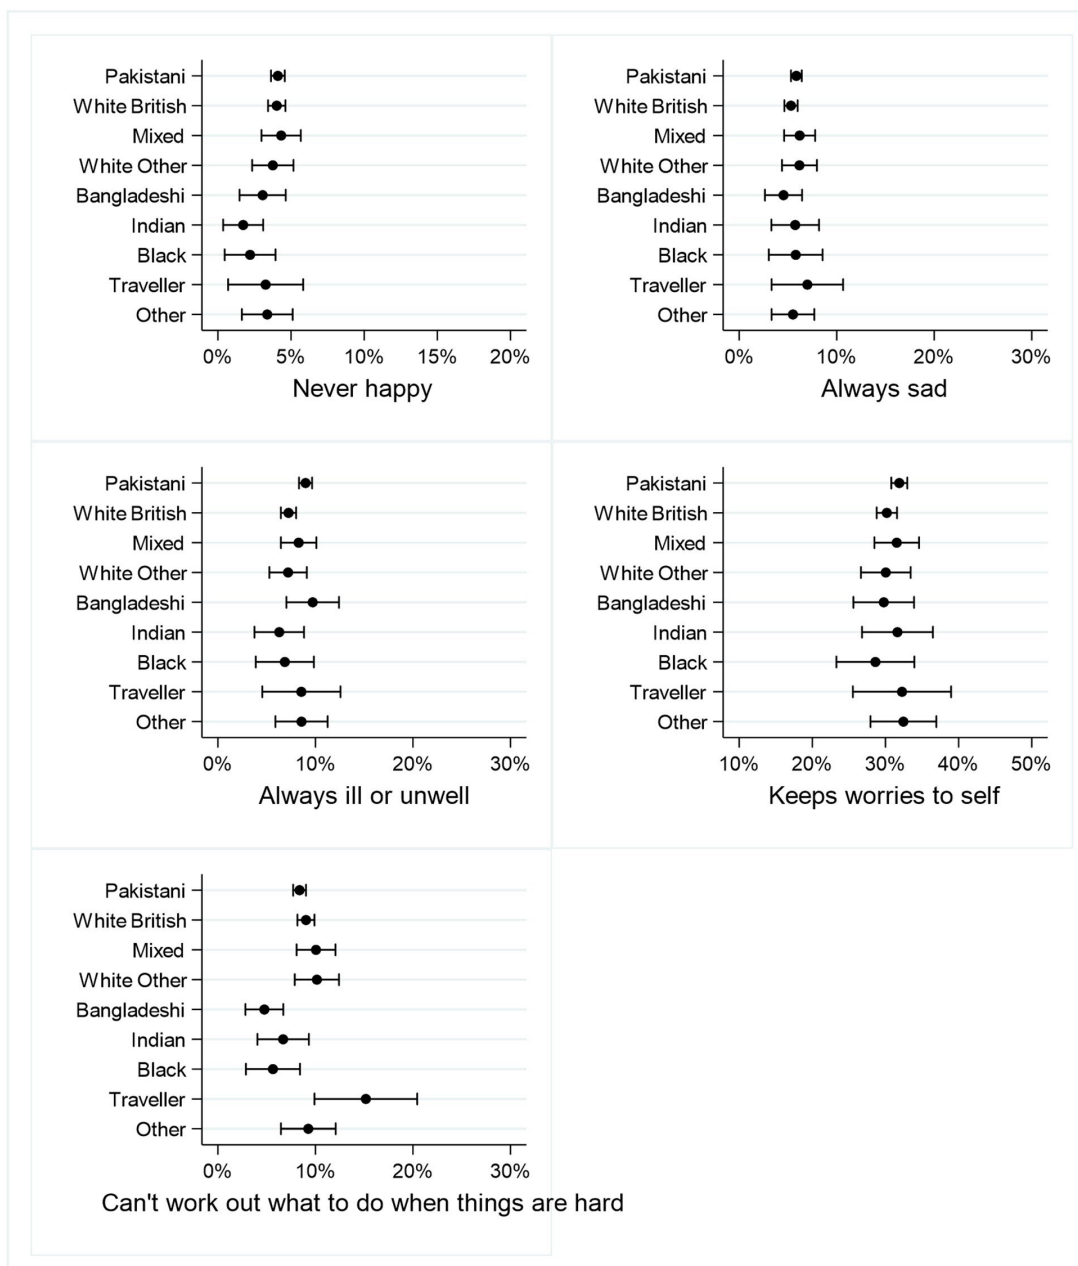 Pakistani
White British
Mixed
White Other
Bangladeshi
Indian
Black
Traveller
Other
0% 5% 10% 15% 20%
Never happy
Pakistani
White British
Mixed
White Other
Bangladeshi
Indian
Black
Traveller
Other
0% 10% 20% 30%
Always sad
Pakistani
White British
Mixed
White Other
Bangladeshi
Indian
Black
Traveller
Other
0% 10% 20% 30%
Always ill or unwell
Pakistani
White British
Mixed
White Other
Bangladeshi
Indian
Black
Traveller
Other
10% 20% 30% 40% 50%
Keeps worries to self
Pakistani
White British
Mixed
White Other
Bangladeshi
Indian
Black
Traveller
Other
0% 10% 20% 30%
Can't work out what to do when things are hard